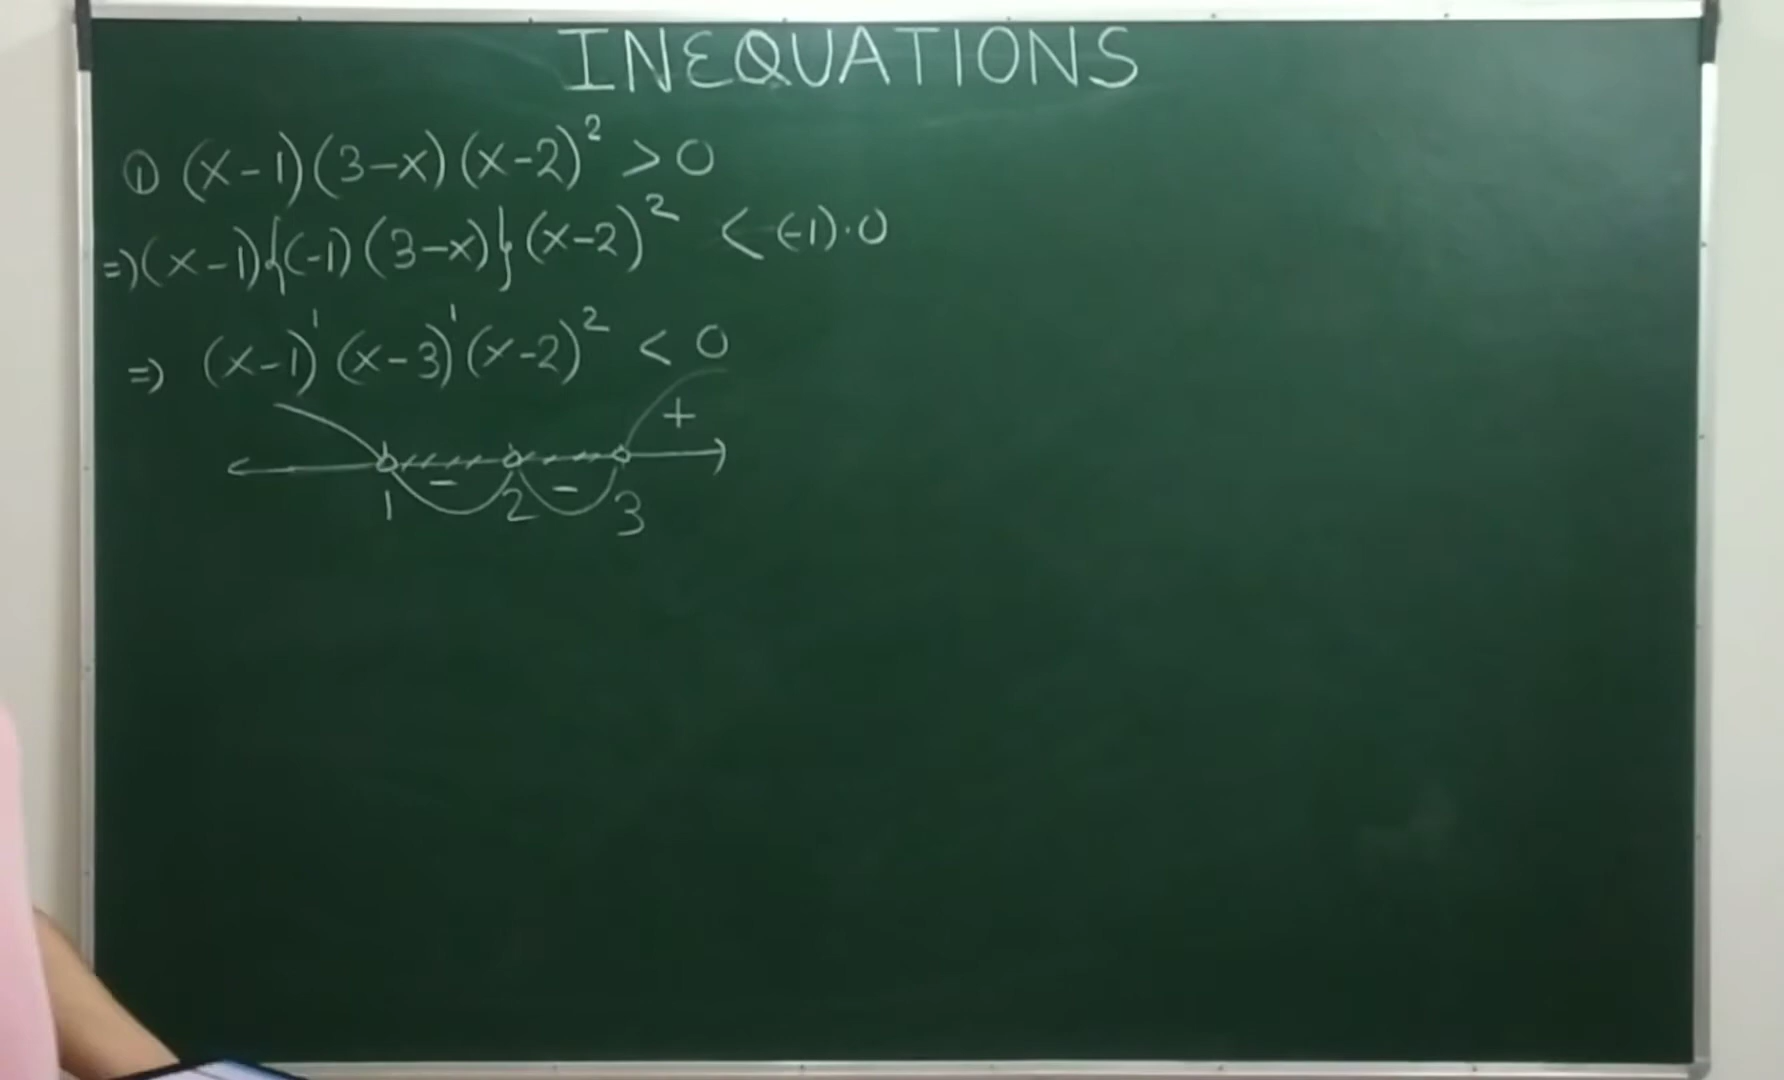 INEQUATIONS
① (x-1)(3-x)(x-2)² > 0
=) (x-1){(-1)(3-x)}(x-2)² < (-1)·0
=) (x-1)¹(x-3)¹(x-2)² < 0
+
- -
1 2 3